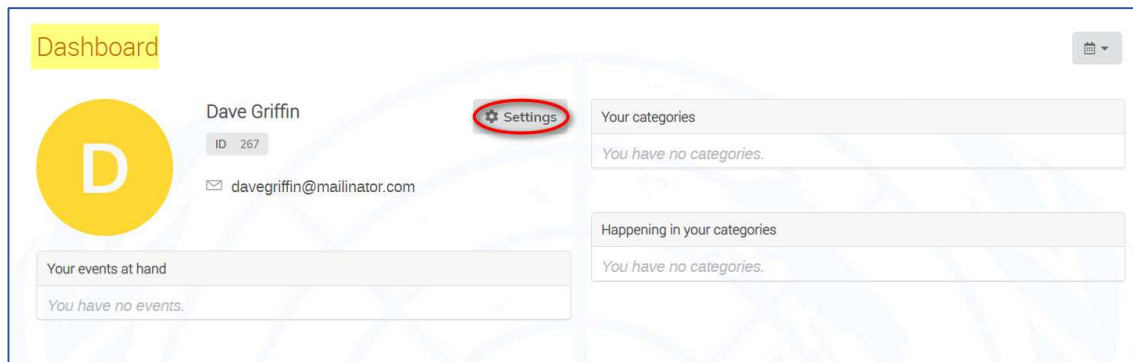 Dashboard
D
Dave Griffin
Settings
ID 267
davegriffin@mailinator.com
Your events at hand
You have no events.
Your categories
You have no categories.
Happening in your categories
You have no categories.